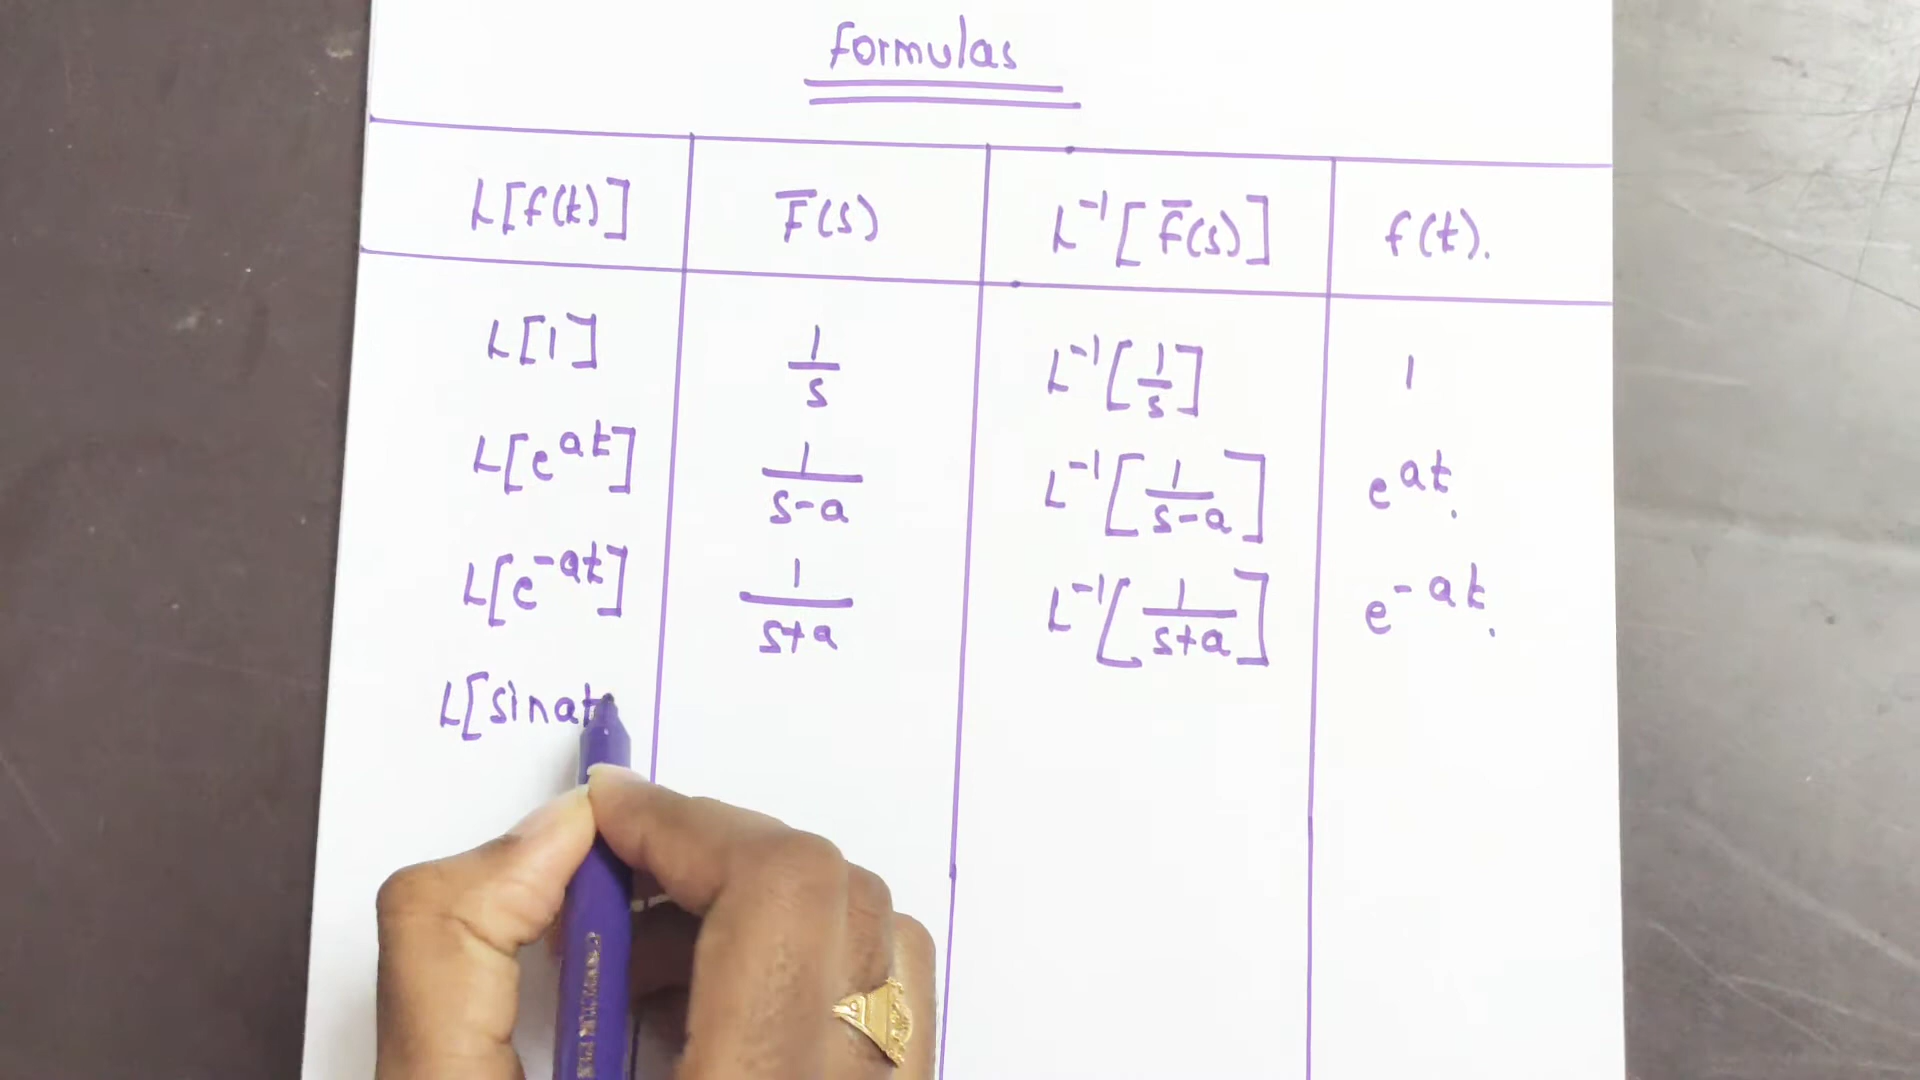 Formulas
L[f(t)] F̅(s) L⁻¹[F̅(s)] f(t).
L[1] 1/s L⁻¹[1/s] 1
L[e^at] 1/(s-a) L⁻¹[1/(s-a)] e^at.
L[e^-at] 1/(s+a) L⁻¹[1/(s+a)] e^-at.
L[sinat